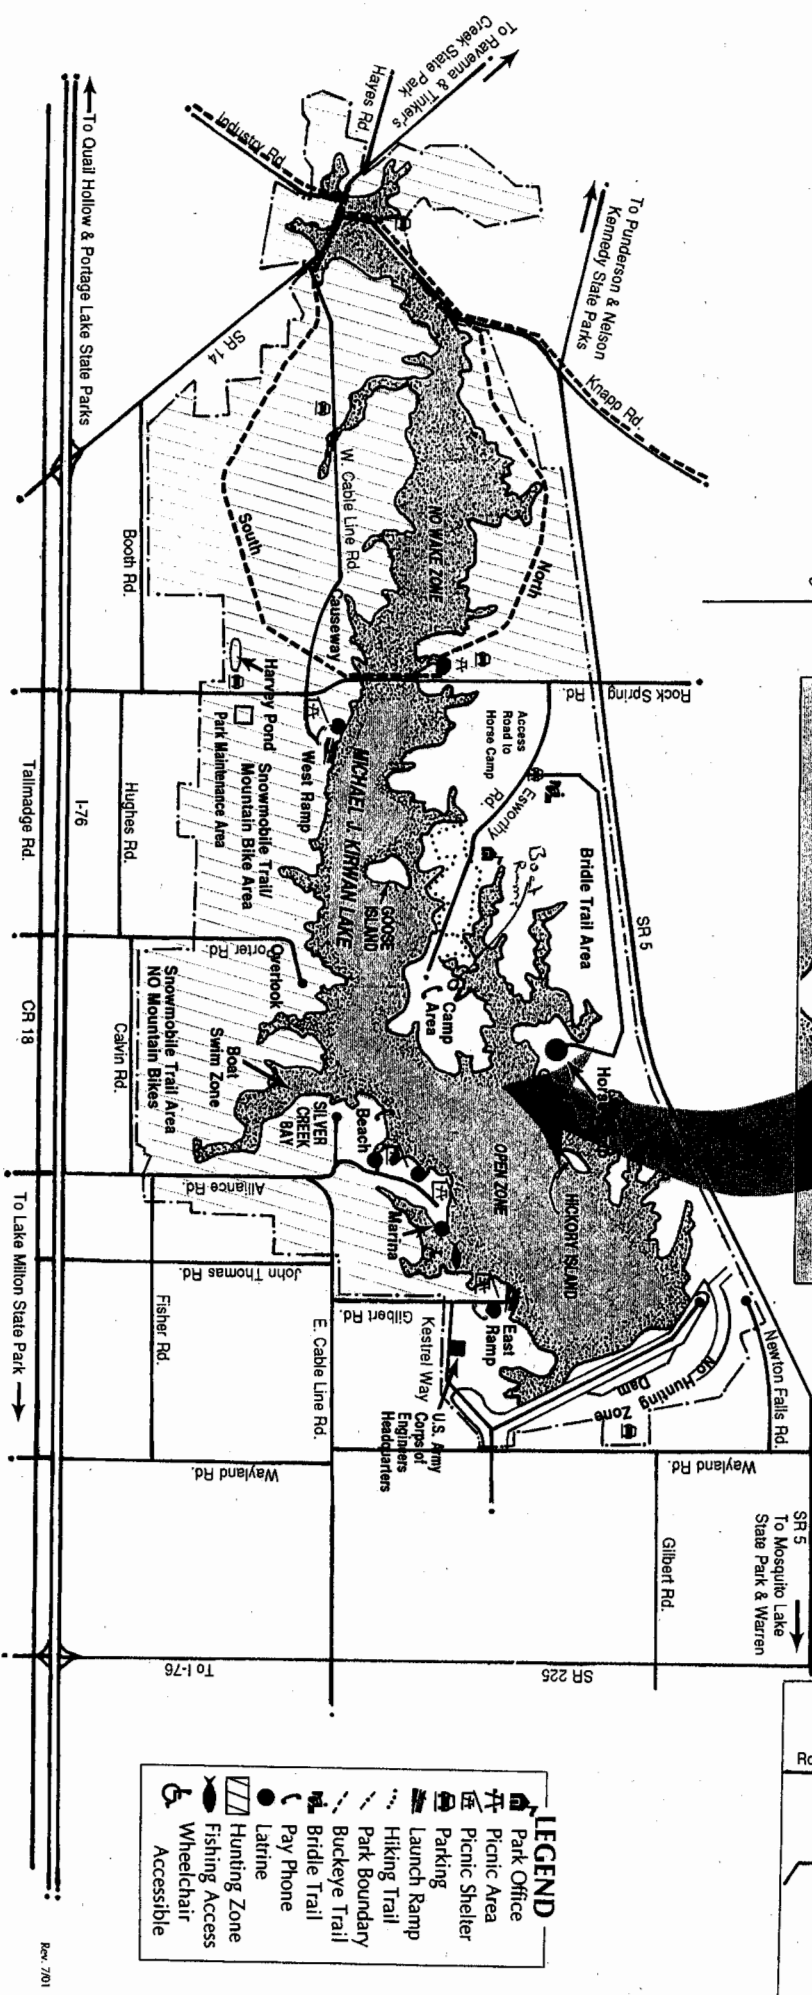 To Ravenna & Tinker's
Creek State Park
Hayes Rd.
Industry Rd.
To Punderson & Nelson
Kennedy State Parks
Knapp Rd.
To Quail Hollow & Portage Lake State Parks
SR 14
W. Cable Line Rd.
NO WAKE ZONE
North
South
Booth Rd.
Causeway
Rock Spring
Rd.
Access
Road to
Horse Camp
Esworthy
Rd.
Harvey Pond
Park Maintenance Area
Snowmobile Trail/
Mountain Bike Area
West Ramp
MICHAEL J. KIRWAN LAKE
GOOSE
ISLAND
Boat
Ramp
Bridle Trail Area
SR 5
Camp
Area
Hughes Rd.
I-76
Tallmadge Rd.
Porter Rd.
Overlook
Snowmobile Trail Area
NO Mountain Bikes
Boat
Swim Zone
SILVER
CREEK
BAY
Beach
Calvin Rd.
CR 18
OPEN ZONE
HICKORY ISLAND
Alliance Rd.
Marina
John Thomas Rd.
Fisher Rd.
To Lake Milton State Park
E. Cable Line Rd.
Gilbert Rd.
Kestrel Way
East
Ramp
U.S. Army
Corps of
Engineers
Headquarters
No Hunting
Zone
Dam
Newton Falls Rd.
Wayland Rd.
Wayland Rd.
SR 5
To Mosquito Lake
State Park & Warren
Gilbert Rd.
SR 225
To I-76
LEGEND
Park Office
Picnic Area
Picnic Shelter
Parking
Launch Ramp
Hiking Trail
Park Boundary
Buckeye Trail
Bridle Trail
Pay Phone
Latrine
Hunting Zone
Fishing Access
Wheelchair
Accessible
Rev. 7/01